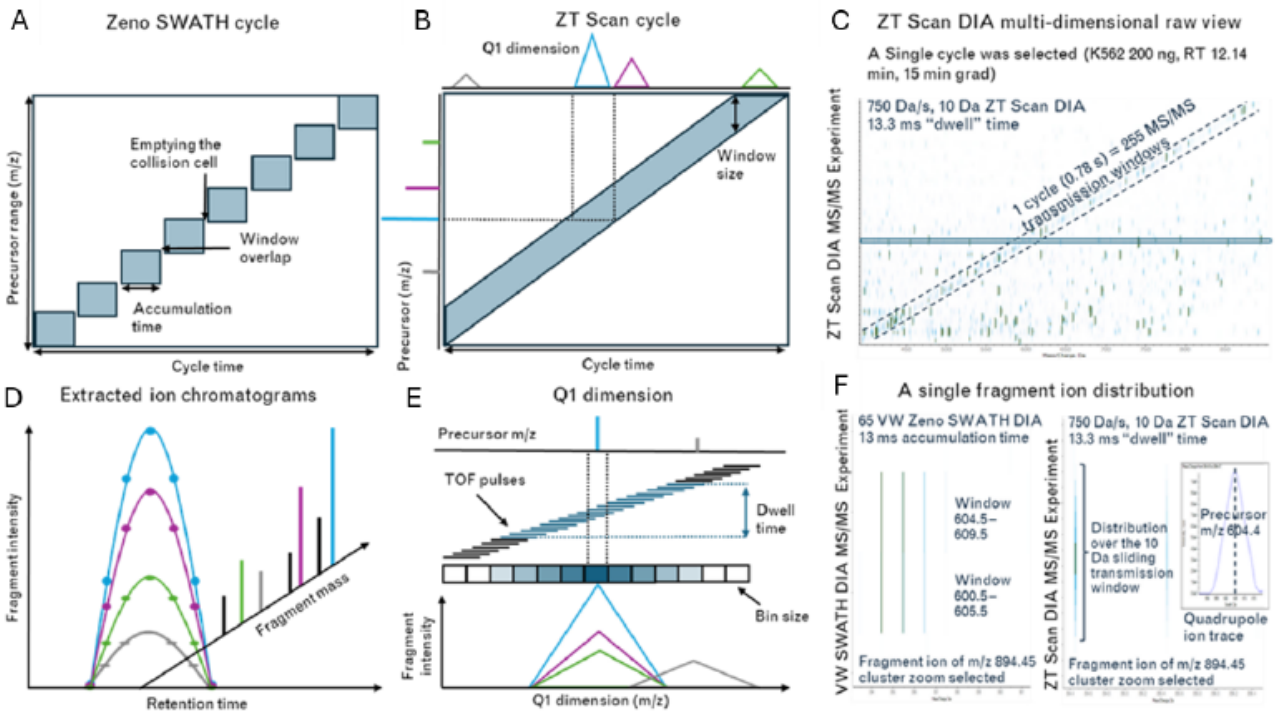 A
Zeno SWATH cycle
Precursor range (m/z)
Emptying the
collision cell
Window
overlap
Accumulation
time
Cycle time
B
ZT Scan cycle
Q1 dimension
Precursor (m/z)
Window
size
Cycle time
C
ZT Scan DIA multi-dimensional raw view
A Single cycle was selected (K562 200 ng, RT 12.14
min, 15 min grad)
ZT Scan DIA MS/MS Experiment
750 Da/s, 10 Da ZT Scan DIA
13.3 ms “dwell” time
1 cycle (0.78 s) = 255 MS/MS
transmission windows
D
Extracted ion chromatograms
Fragment intensity
Fragment mass
Retention time
E
Q1 dimension
Precursor m/z
TOF pulses
Dwell
time
Bin size
Fragment
intensity
Q1 dimension (m/z)
F
A single fragment ion distribution
VW SWATH DIA MS/MS Experiment
65 VW Zeno SWATH DIA
13 ms accumulation time
Window
604.5–
609.5
Window
600.5–
605.5
Fragment ion of m/z 894.45
cluster zoom selected
ZT Scan DIA MS/MS Experiment
750 Da/s, 10 Da ZT Scan DIA
13.3 ms “dwell” time
Distribution
over the 10
Da sliding
transmission
window
Precursor
m/z 604.4
Quadrupole
ion trace
Fragment ion of m/z 894.45
cluster zoom selected